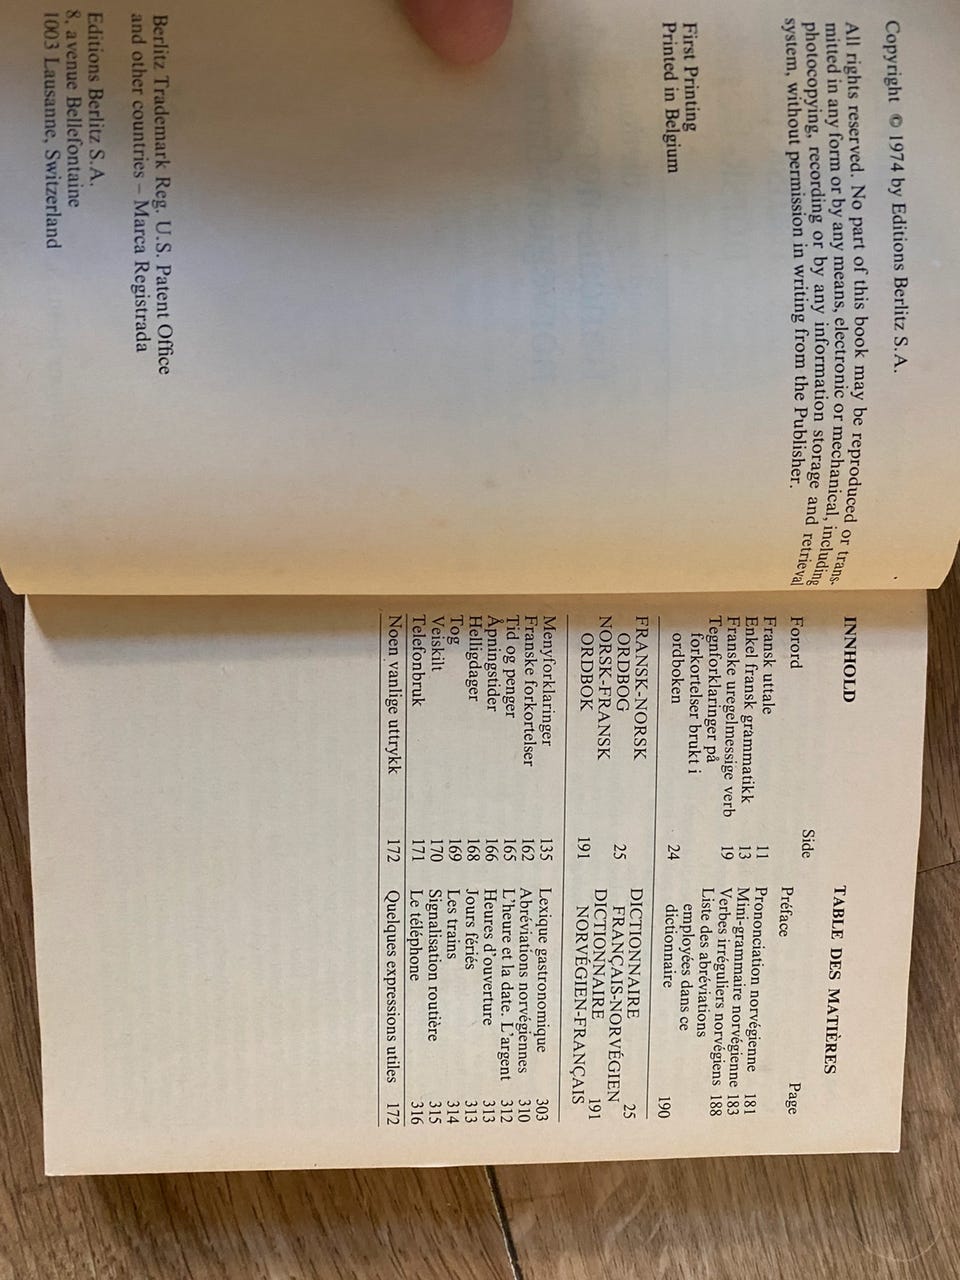 Copyright © 1974 by Editions Berlitz S.A.
All rights reserved. No part of this book may be reproduced or trans-
mitted in any form or by any means, electronic or mechanical, including
photocopying, recording or by any information storage and retrieval
system, without permission in writing from the Publisher.
First Printing
Printed in Belgium
Berlitz Trademark Reg. U.S. Patent Office
and other countries – Marca Registrada
Editions Berlitz S.A.
8, avenue Bellefontaine
1003 Lausanne, Switzerland
INNHOLD
Side
Forord
Fransk uttale 11
Enkel fransk grammatikk 13
Franske uregelmessige verb 19
Tegnforklaringer på
forkortelser brukt i
ordboken 24
FRANSK-NORSK
ORDBOG 25
NORSK-FRANSK
ORDBOK 191
Menyforklaringer 135
Franske forkortelser 162
Tid og penger 165
Åpningstider 166
Helligdager 168
Tog 169
Veiskilt 170
Telefonbruk 171
Noen vanlige uttrykk 172
TABLE DES MATIÈRES
Page
Préface
Prononciation norvégienne 181
Mini-grammaire norvégienne 183
Verbes irréguliers norvégiens 188
Liste des abréviations
employées dans ce
dictionnaire 190
DICTIONNAIRE
FRANÇAIS-NORVÉGIEN 25
DICTIONNAIRE
NORVÉGIEN-FRANÇAIS 191
Lexique gastronomique 303
Abréviations norvégiennes 310
L'heure et la date. L'argent 312
Heures d'ouverture 313
Jours fériés 313
Les trains 314
Signalisation routière 315
Le téléphone 316
Quelques expressions utiles 172